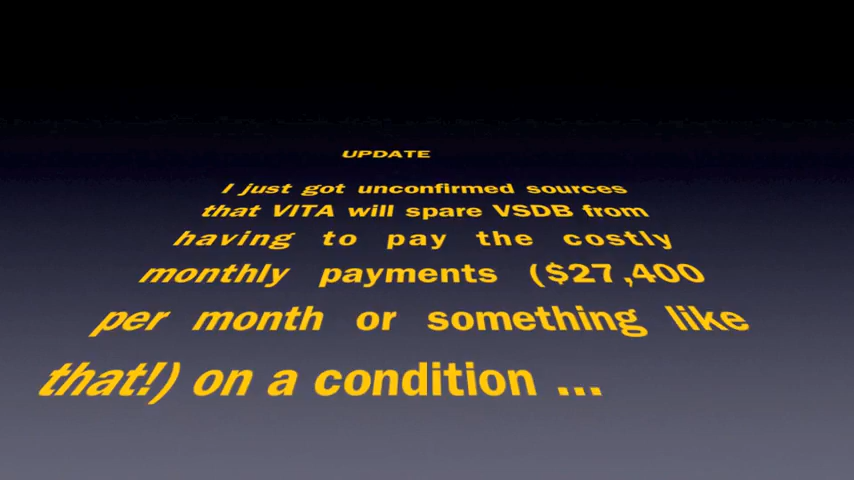 UPDATE
I just got unconfirmed sources
that VITA will spare VSDB from
having to pay the costly
monthly payments ($27,400
per month or something like
that!) on a condition ...